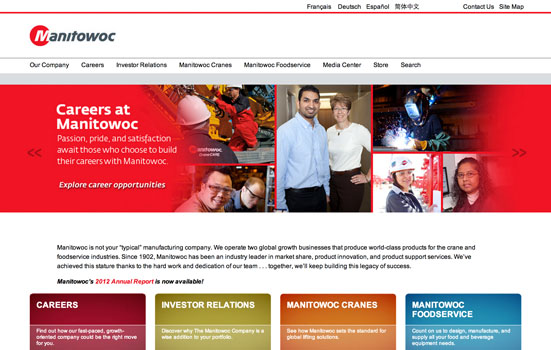 Français Deutsch Español 简体中文 Contact Us Site Map
Manitowoc
Our Company Careers Investor Relations Manitowoc Cranes Manitowoc Foodservice Media Center Store Search
Careers at
Manitowoc
Passion, pride, and satisfaction
await those who choose to build
their careers with Manitowoc.
Explore career opportunities
<< >>
Manitowoc
CraneCARE
Manitowoc is not your "typical" manufacturing company. We operate two global growth businesses that produce world-class products for the crane and
foodservice industries. Since 1902, Manitowoc has been an industry leader in market share, product innovation, and product support services. We've
achieved this stature thanks to the hard work and dedication of our team . . . together, we'll keep building this legacy of success.
Manitowoc's 2012 Annual Report is now available!
CAREERS
Find out how our fast-paced, growth-
oriented company could be the right move
for you.
INVESTOR RELATIONS
Discover why The Manitowoc Company is a
wise addition to your portfolio.
MANITOWOC CRANES
See how Manitowoc sets the standard for
global lifting solutions.
MANITOWOC
FOODSERVICE
Count on us to design, manufacture, and
supply all your food and beverage
equipment needs.